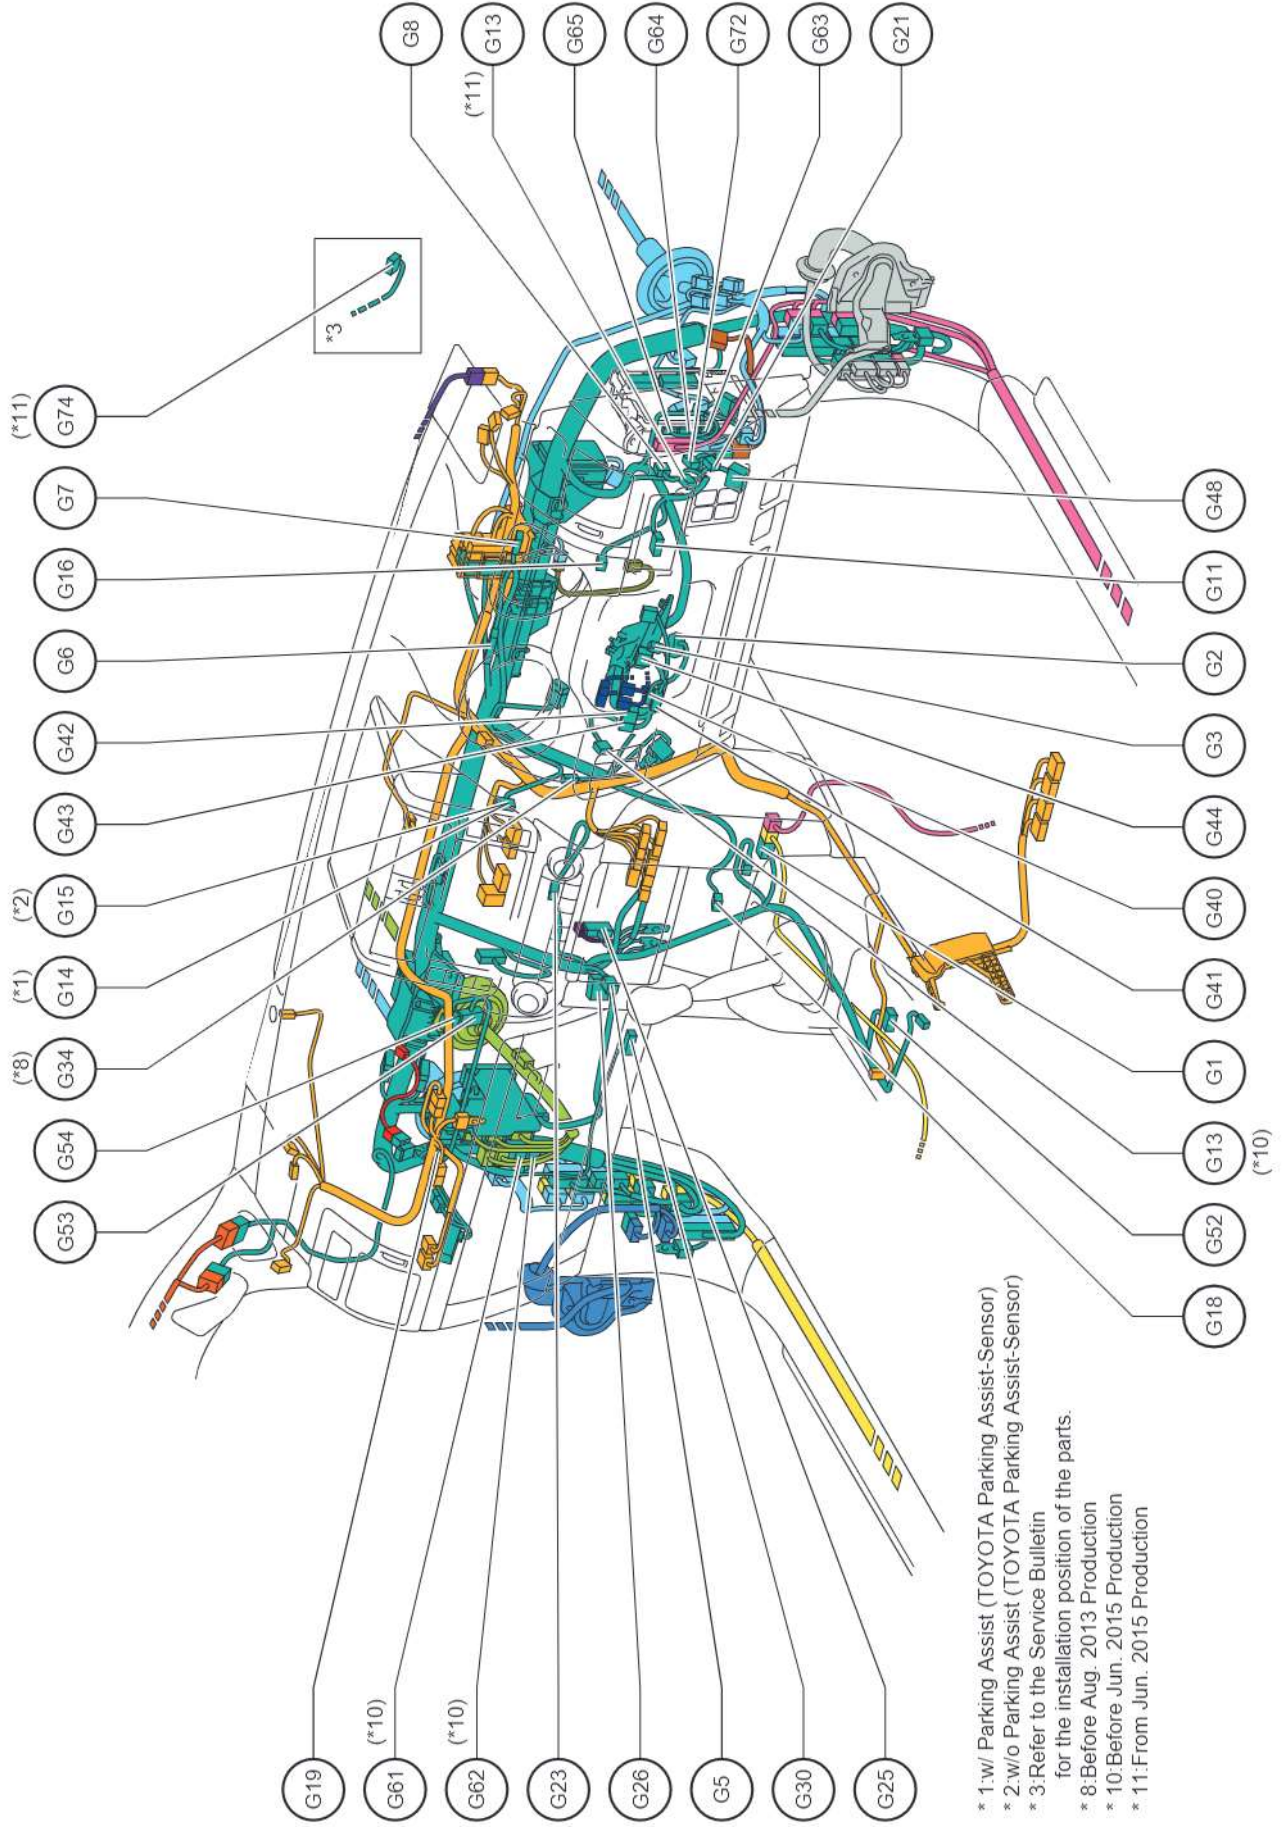 (*8) (*1) (*2) (*11)
G53 G54 G34 G14 G15 G43 G42 G6 G16 G7 G74
*3
G19
G61 (*10)
G8
G62 (*10)
(*11) G13
G23
G65
G26
G64
G5
G72
G30
G63
G25
G21
* 1:w/ Parking Assist (TOYOTA Parking Assist-Sensor)
* 2:w/o Parking Assist (TOYOTA Parking Assist-Sensor)
* 3:Refer to the Service Bulletin
for the installation position of the parts.
* 8:Before Aug. 2013 Production
* 10:Before Jun. 2015 Production
* 11:From Jun. 2015 Production
G18 G52 G13 G1 G41 G40 G44 G3 G2 G11 G48
(*10)